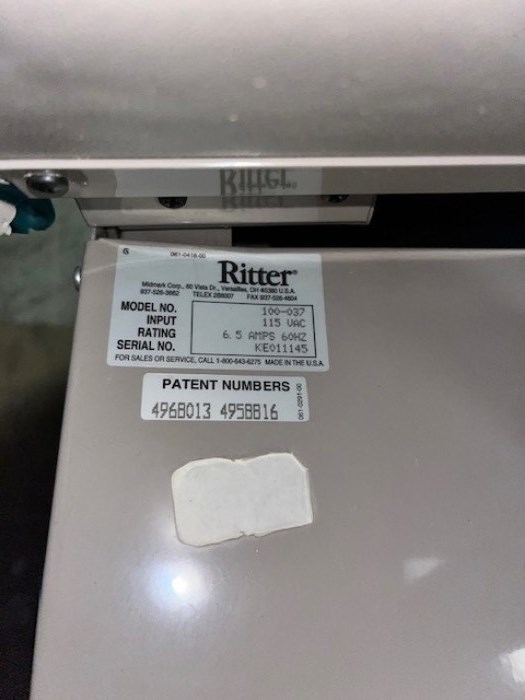 Ritter
G 061-0418-00
Ritter®
Midmark Corp., 60 Vista Dr., Versailles, OH 45380 U.S.A.
937-526-3662 TELEX 288007 FAX 937-526-4604
MODEL NO. 100-037
INPUT 115 VAC
RATING 6.5 AMPS 60HZ
SERIAL NO. KE011145
FOR SALES OR SERVICE, CALL 1-800-643-6275 MADE IN THE U.S.A.
PATENT NUMBERS
4968013 4958816
061-0291-00